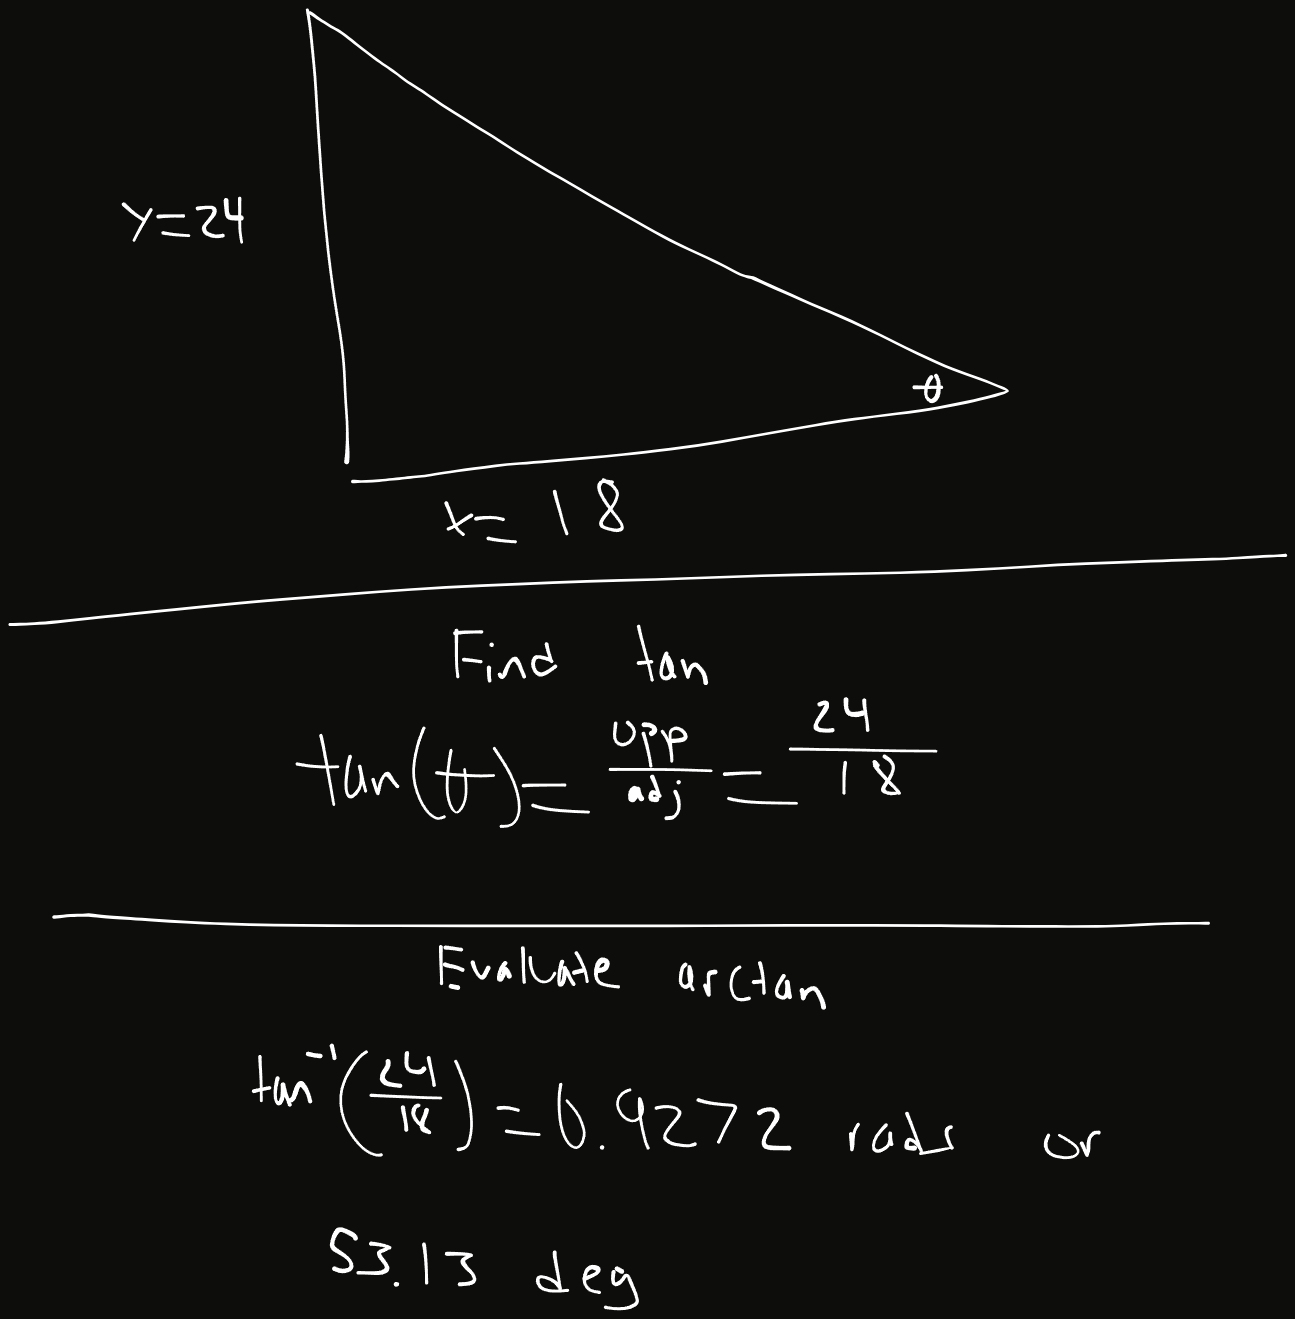 y=24
θ
x= 18
Find tan
tan(θ)= opp/adj = 24/18
Evaluate arctan
tan⁻¹(24/18)=0.9272 rads or
53.13 deg